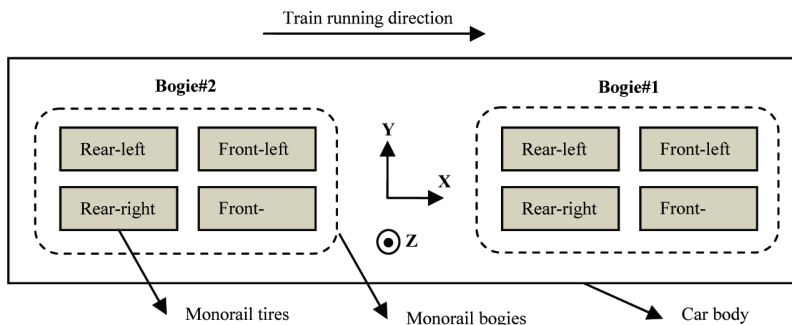 Train running direction
Bogie#2
Bogie#1
Rear-left
Front-left
Rear-left
Front-left
Y
X
Rear-right
Front-
Rear-right
Front-
Z
Monorail tires
Monorail bogies
Car body